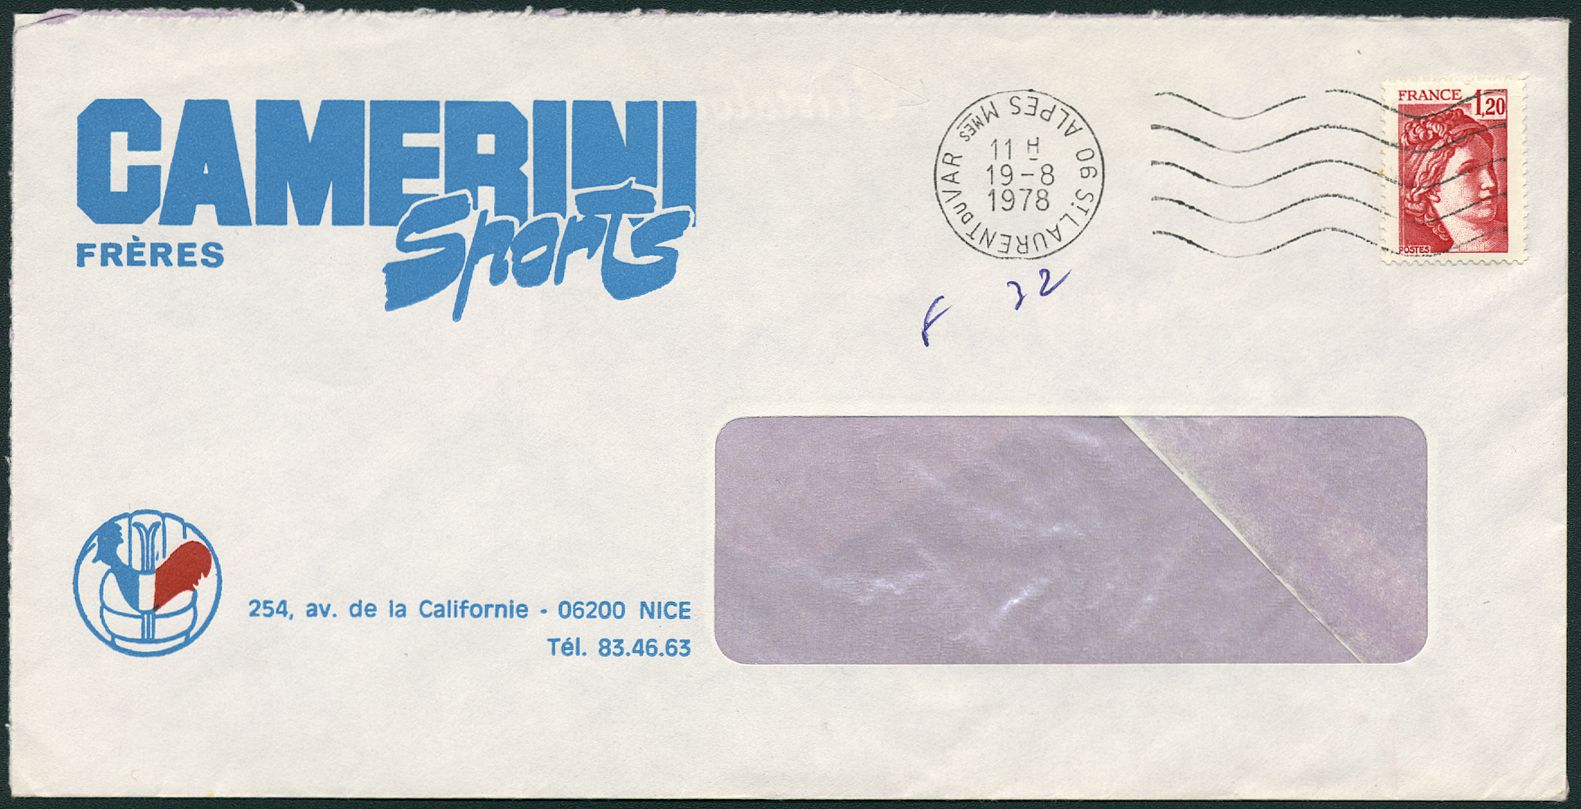 CAMERINI
Sports
FRÈRES
06 ST. LAURENT DU VAR ALPES MMES
11 H
19-8
1978
FRANCE 1,20
POSTES
F 32
254, av. de la Californie - 06200 NICE
Tél. 83.46.63